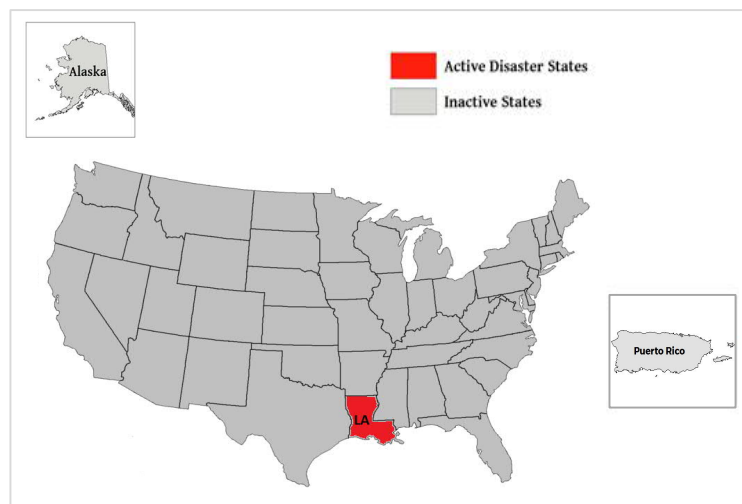 Alaska
Active Disaster States
Inactive States
Puerto Rico
LA